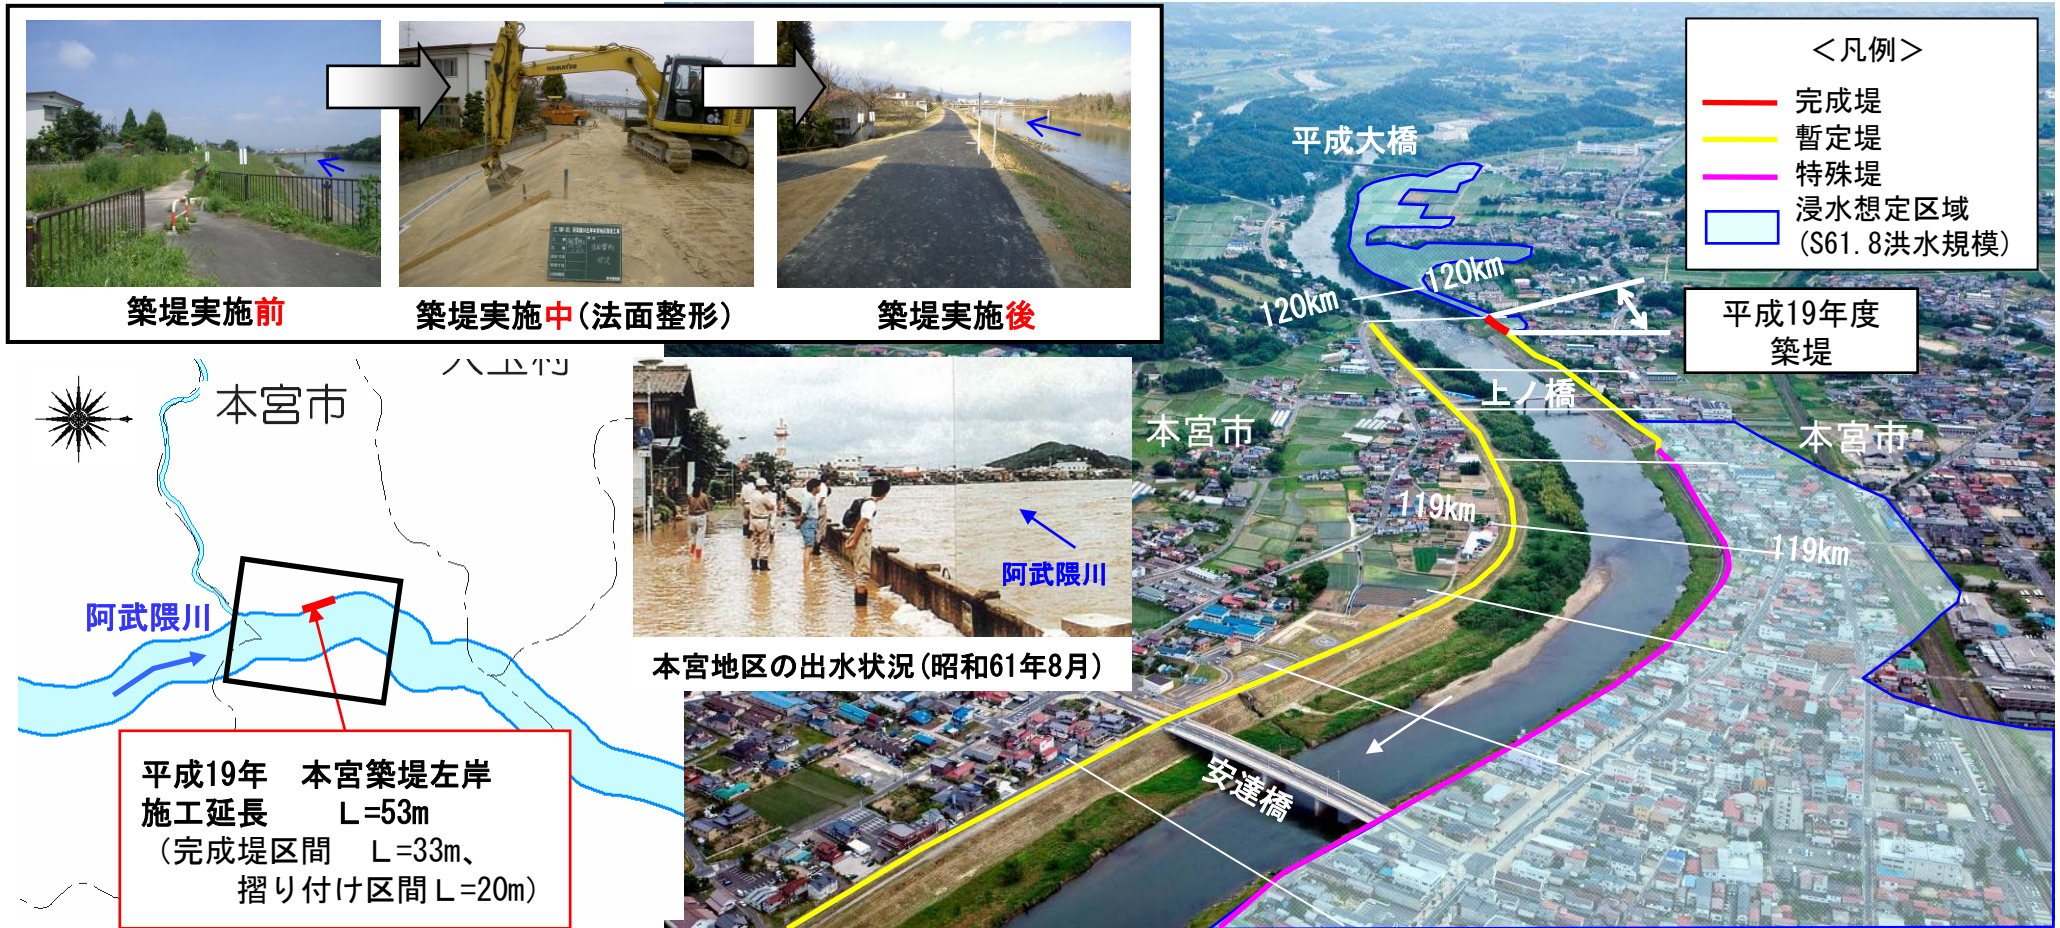 築堤実施前
築堤実施中(法面整形)
築堤実施後
KOMATSU
＜凡例＞
完成堤
暫定堤
特殊堤
浸水想定区域
(S61.8洪水規模)
平成19年度
築堤
平成大橋
120km
120km
上ノ橋
本宮市
本宮市
119km
119km
安達橋
本宮市
阿武隈川
阿武隈川
本宮地区の出水状況(昭和61年8月)
平成19年　本宮築堤左岸
施工延長　　L=53m
（完成堤区間　L=33m、
摺り付け区間L=20m）